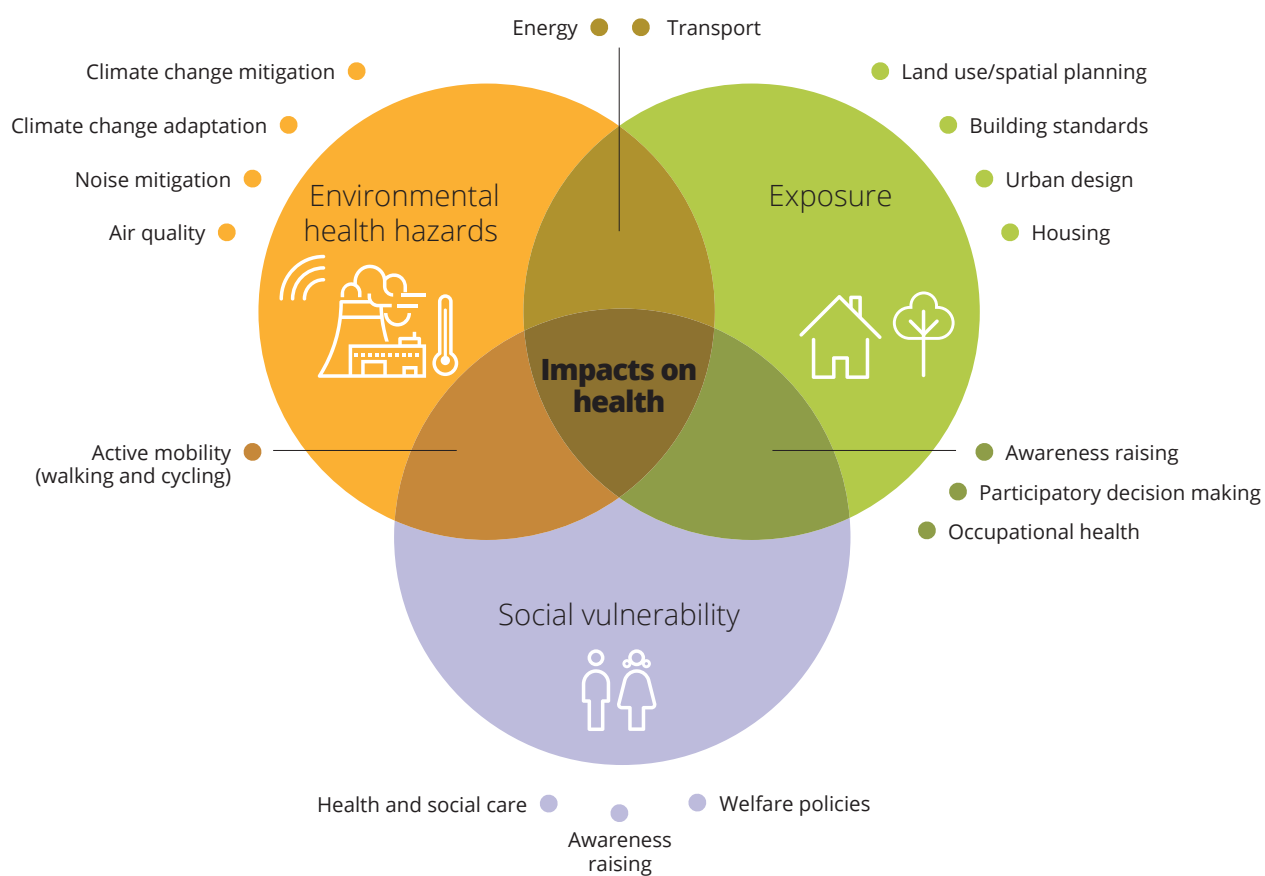 Energy
Transport
Climate change mitigation
Climate change adaptation
Noise mitigation
Air quality
Land use/spatial planning
Building standards
Urban design
Housing
Environmental
health hazards
Exposure
Impacts on
health
Active mobility
(walking and cycling)
Awareness raising
Participatory decision making
Occupational health
Social vulnerability
Health and social care
Awareness
raising
Welfare policies